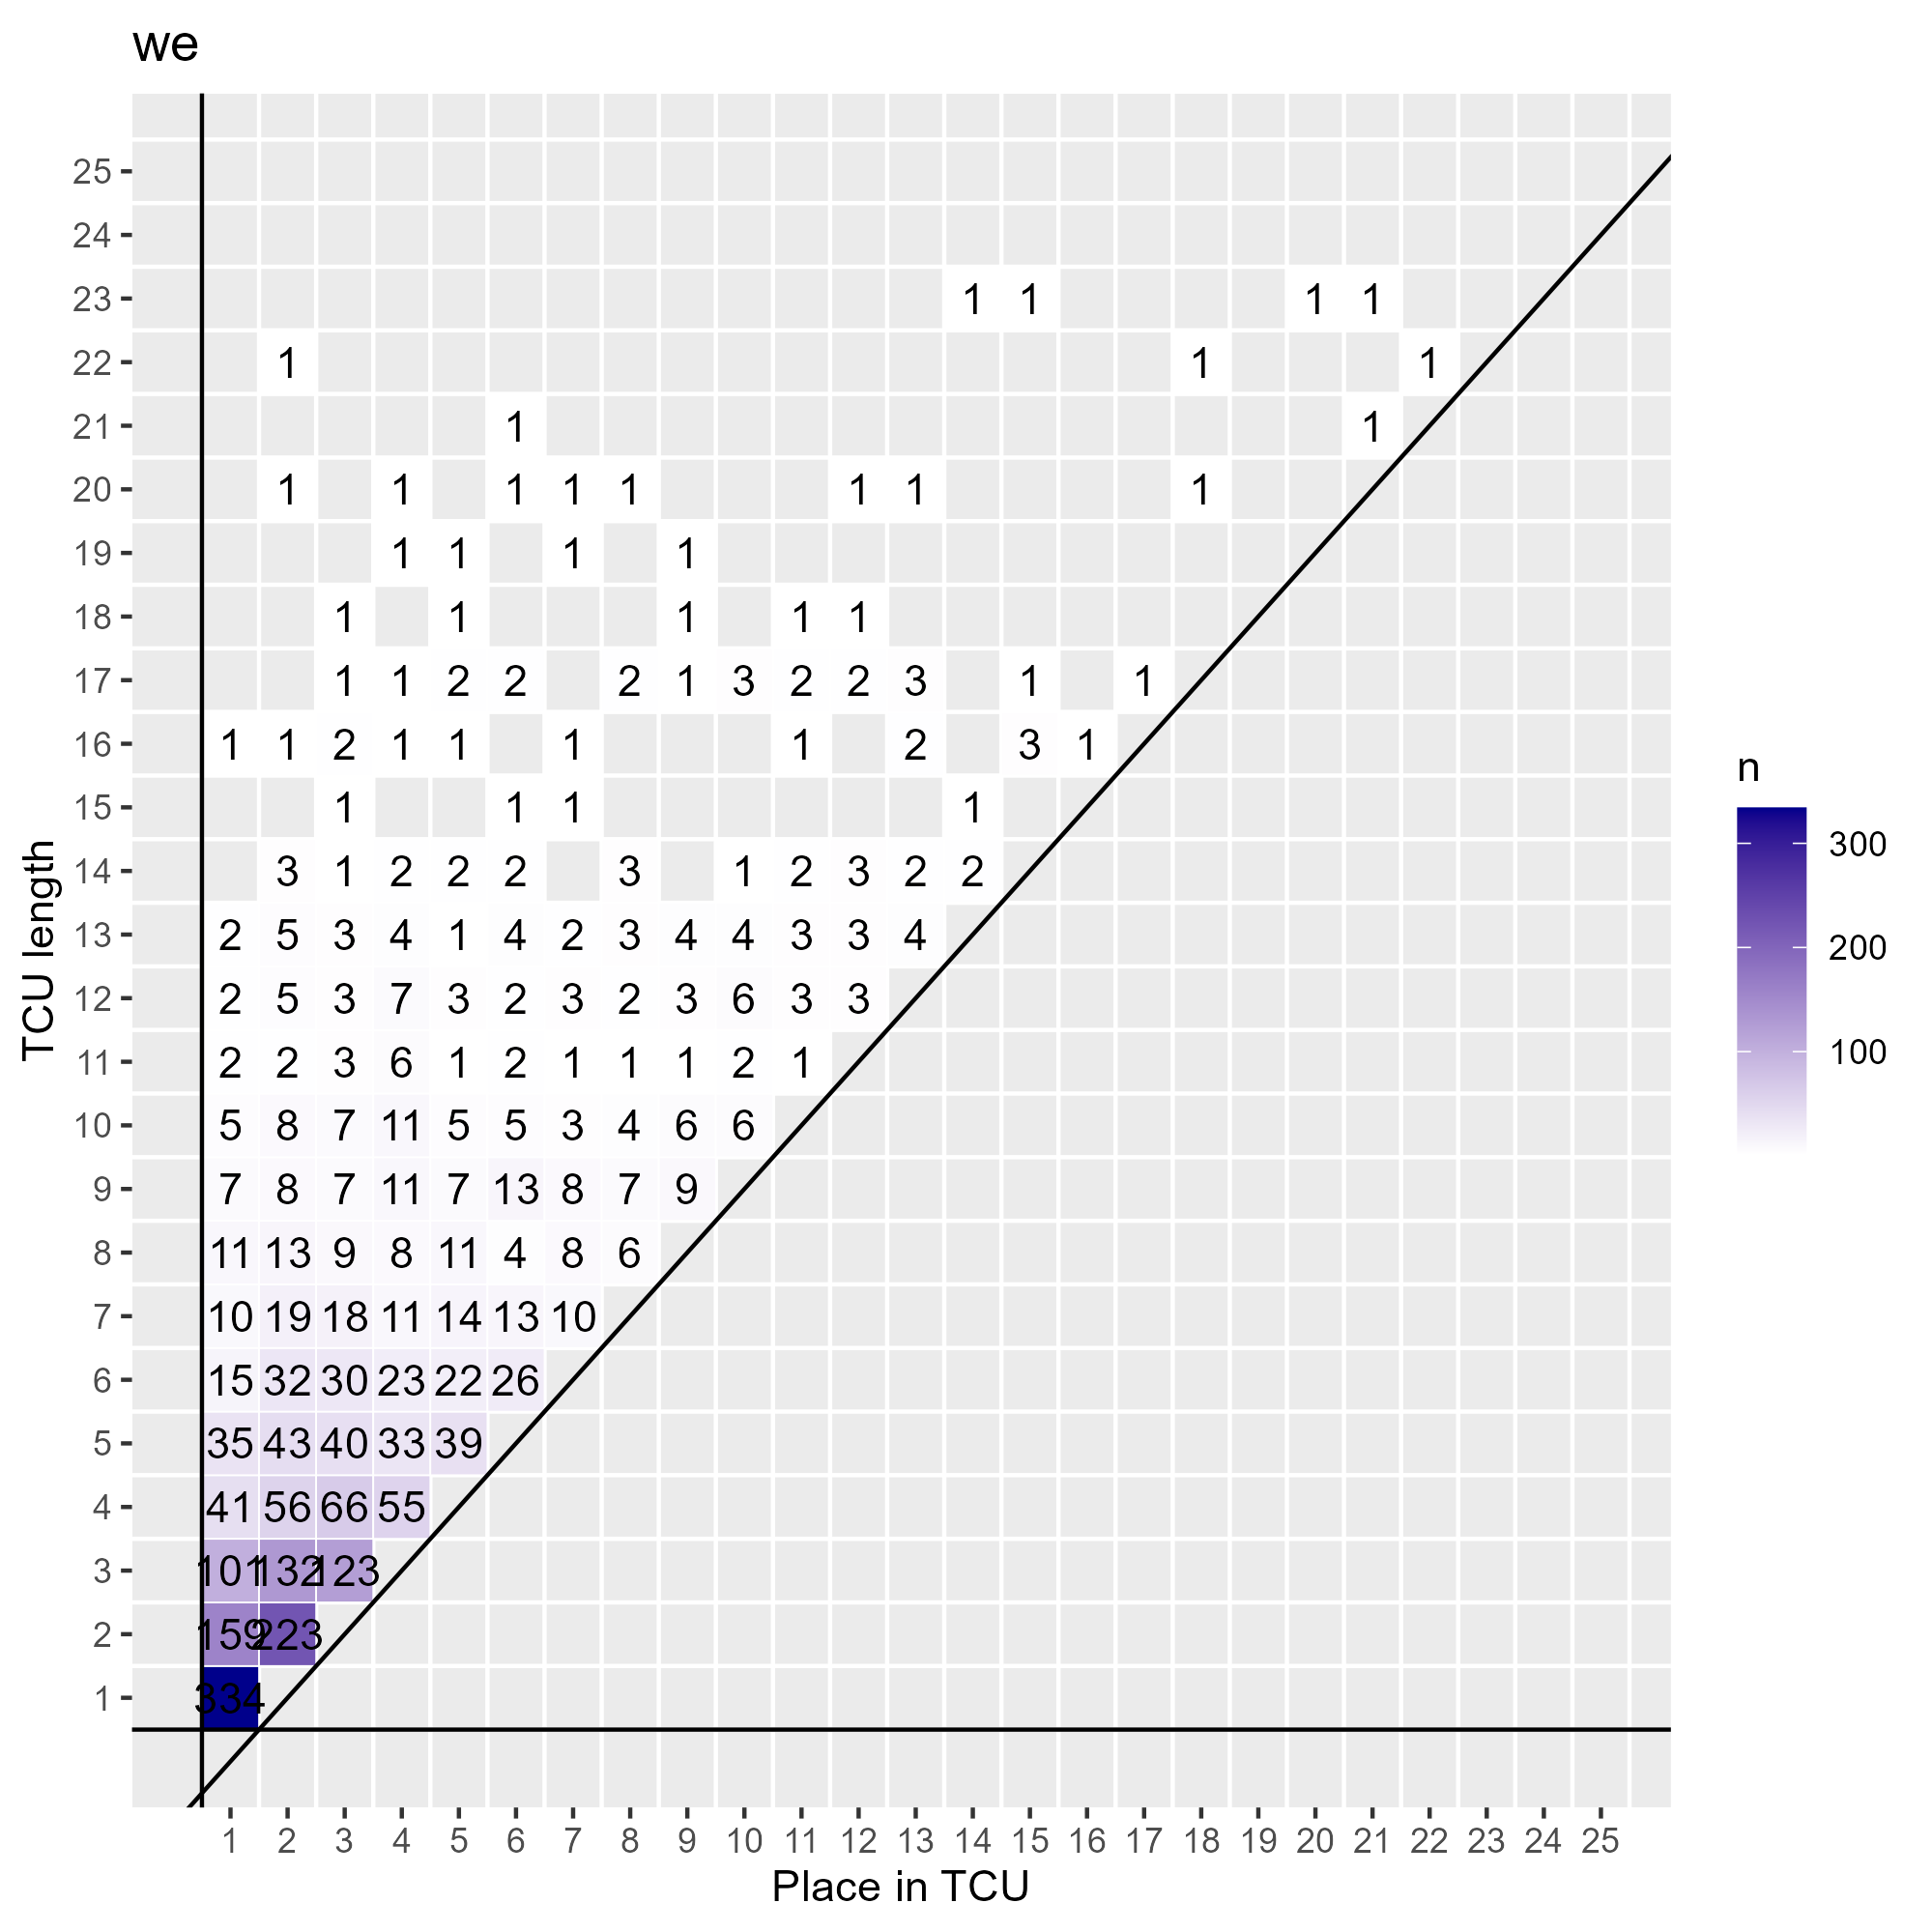 we
25
24
23 1 1 1 1
22 1 1 1
21 1 1
20 1 1 1 1 1 1 1 1
19 1 1 1 1
18 1 1 1 1 1
17 1 1 2 2 2 1 3 2 2 3 1 1
16 1 1 2 1 1 1 1 2 3 1
15 1 1 1 1
14 3 1 2 2 2 3 1 2 3 2 2
13 2 5 3 4 1 4 2 3 4 4 3 3 4
12 2 5 3 7 3 2 3 2 3 6 3 3
11 2 2 3 6 1 2 1 1 1 2 1
10 5 8 7 11 5 5 3 4 6 6
9 7 8 7 11 7 13 8 7 9
8 11 13 9 8 11 4 8 6
7 10 19 18 11 14 13 10
6 15 32 30 23 22 26
5 35 43 40 33 39
4 41 56 66 55
3 101 132 123
2 159 223
1 334
1 2 3 4 5 6 7 8 9 10 11 12 13 14 15 16 17 18 19 20 21 22 23 24 25
Place in TCU
TCU length
n
300
200
100